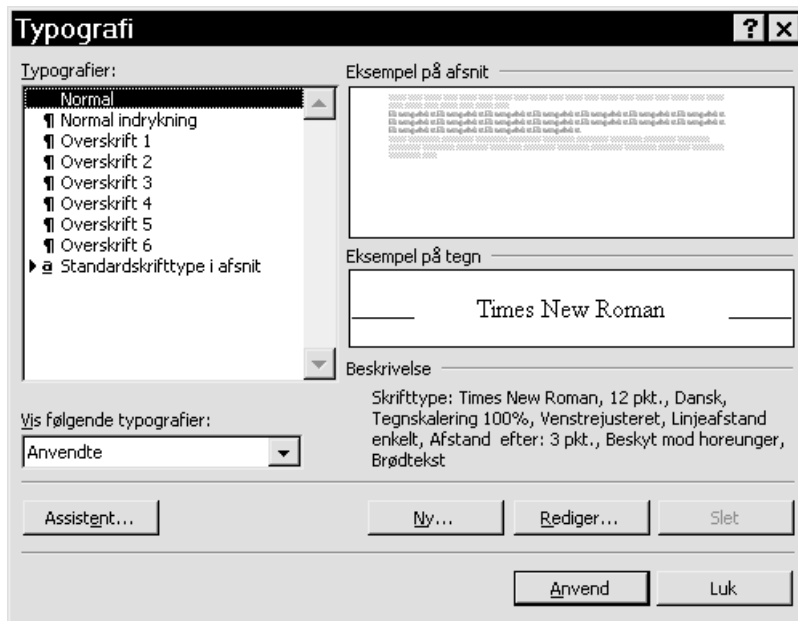 Typografi
Typografier:
Normal
¶ Normal indrykning
¶ Overskrift 1
¶ Overskrift 2
¶ Overskrift 3
¶ Overskrift 4
¶ Overskrift 5
¶ Overskrift 6
a Standardskrifttype i afsnit
Vis følgende typografier:
Anvendte
Eksempel på afsnit
Eksempel på tegn
Times New Roman
Beskrivelse
Skrifttype: Times New Roman, 12 pkt., Dansk,
Tegnskalering 100%, Venstrejusteret, Linjeafstand
enkelt, Afstand efter: 3 pkt., Beskyt mod horeunger,
Brødtekst
Assistent...
Ny...
Rediger...
Slet
Anvend
Luk